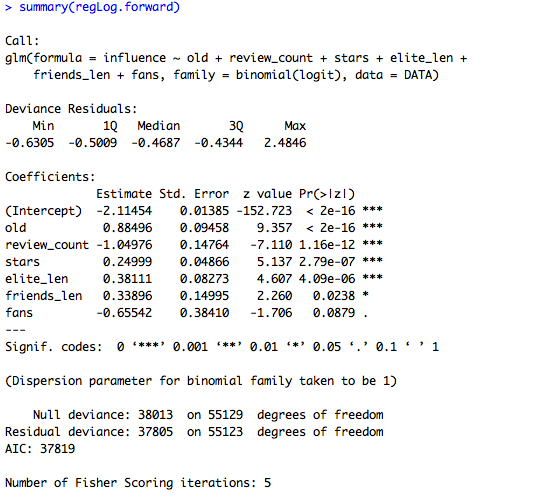 > summary(regLog.forward)
Call:
glm(formula = influence ~ old + review_count + stars + elite_len +
    friends_len + fans, family = binomial(logit), data = DATA)
Deviance Residuals:
    Min      1Q  Median      3Q     Max
-0.6305 -0.5009 -0.4687 -0.4344  2.4846
Coefficients:
             Estimate Std. Error  z value Pr(>|z|)
(Intercept)  -2.11454    0.01385 -152.723  < 2e-16 ***
old           0.88496    0.09458    9.357  < 2e-16 ***
review_count -1.04976    0.14764   -7.110 1.16e-12 ***
stars         0.24999    0.04866    5.137 2.79e-07 ***
elite_len     0.38111    0.08273    4.607 4.09e-06 ***
friends_len   0.33896    0.14995    2.260   0.0238 *
fans         -0.65542    0.38410   -1.706   0.0879 .
---
Signif. codes:  0 ‘***’ 0.001 ‘**’ 0.01 ‘*’ 0.05 ‘.’ 0.1 ‘ ’ 1
(Dispersion parameter for binomial family taken to be 1)
    Null deviance: 38013  on 55129  degrees of freedom
Residual deviance: 37805  on 55123  degrees of freedom
AIC: 37819
Number of Fisher Scoring iterations: 5